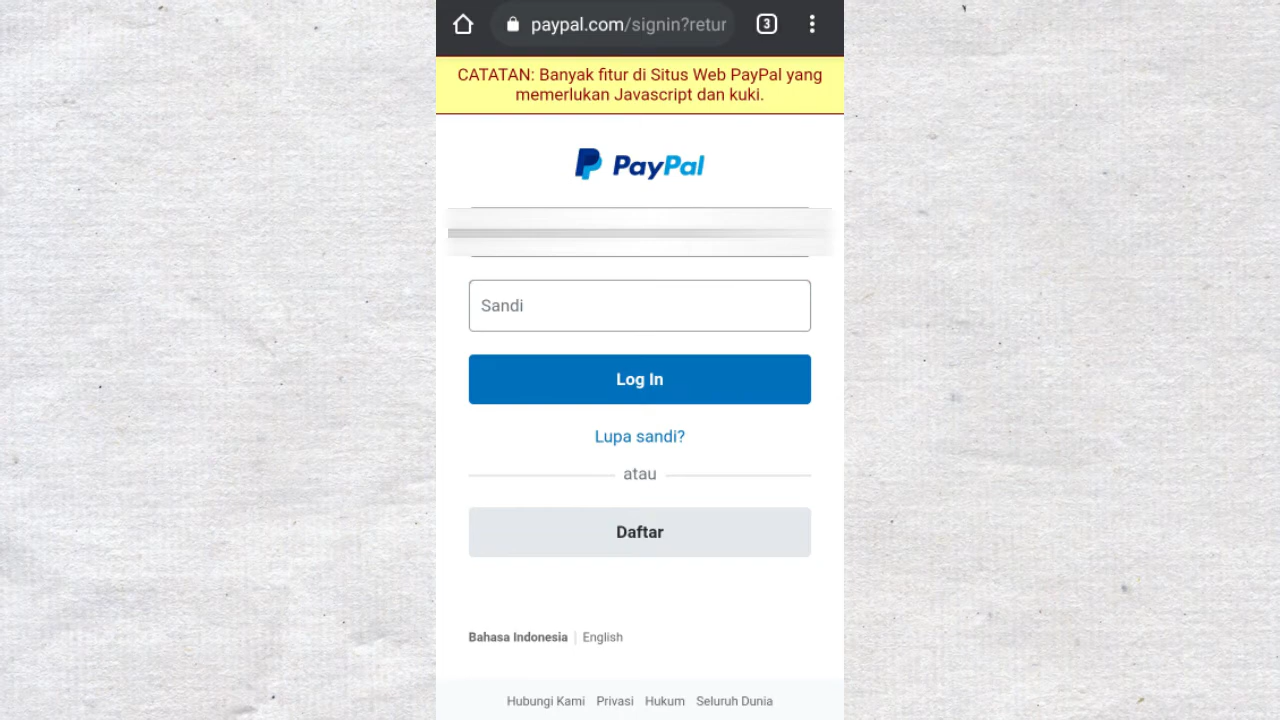 paypal.com/signin?retur
3
CATATAN: Banyak fitur di Situs Web PayPal yang
memerlukan Javascript dan kuki.
PayPal
Sandi
Log In
Lupa sandi?
atau
Daftar
Bahasa Indonesia | English
Hubungi Kami Privasi Hukum Seluruh Dunia